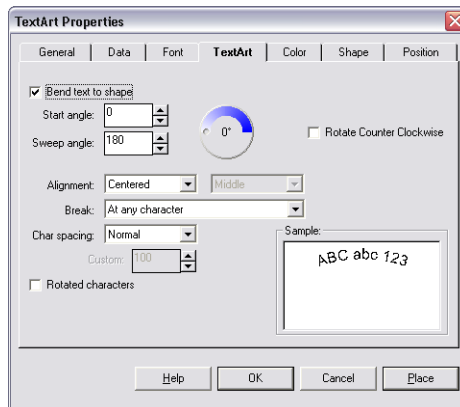 TextArt Properties
General Data Font TextArt Color Shape Position
Bend text to shape
Start angle: 0
Sweep angle: 180
0°
Rotate Counter Clockwise
Alignment: Centered Middle
Break: At any character
Char spacing: Normal
Custom: 100
Rotated characters
Sample:
ABC abc 123
Help OK Cancel Place